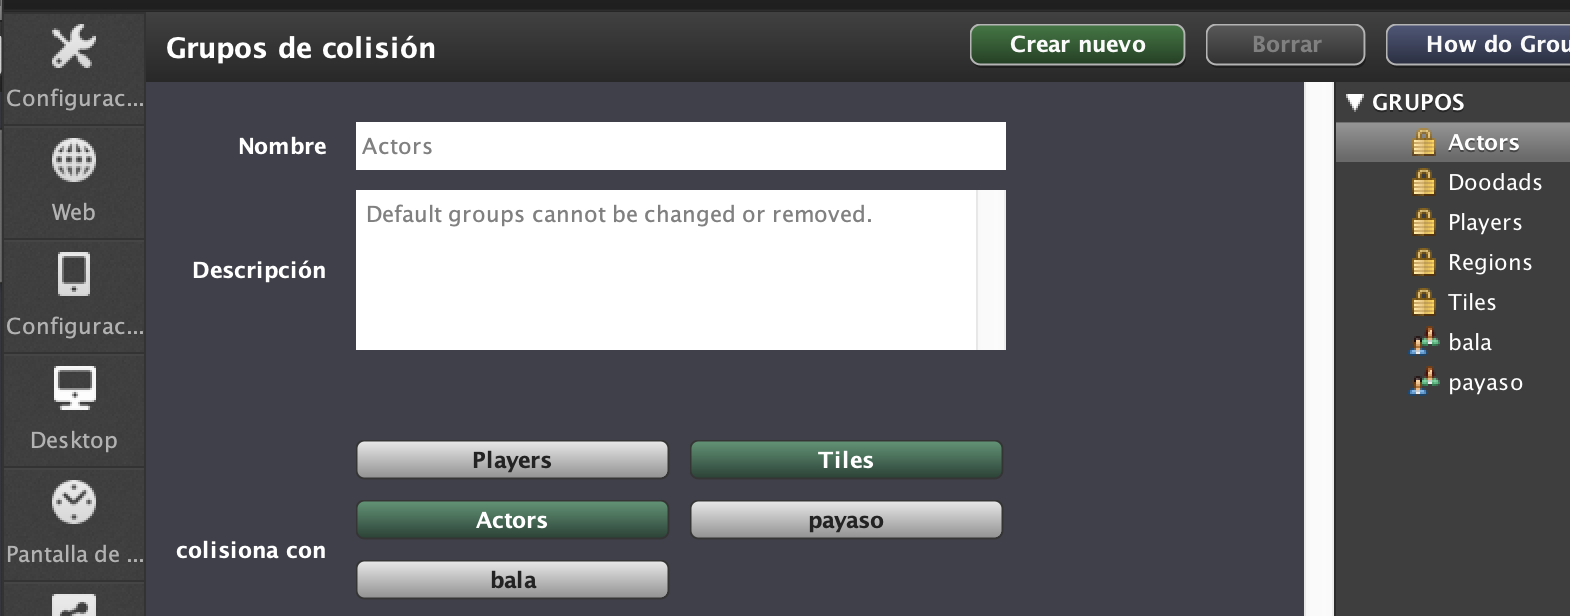 Grupos de colisión
Crear nuevo
Borrar
How do Grou
Configurac...
Web
Configurac...
Desktop
Pantalla de ...
Nombre
Actors
Descripción
Default groups cannot be changed or removed.
colisiona con
Players
Tiles
Actors
payaso
bala
GRUPOS
Actors
Doodads
Players
Regions
Tiles
bala
payaso